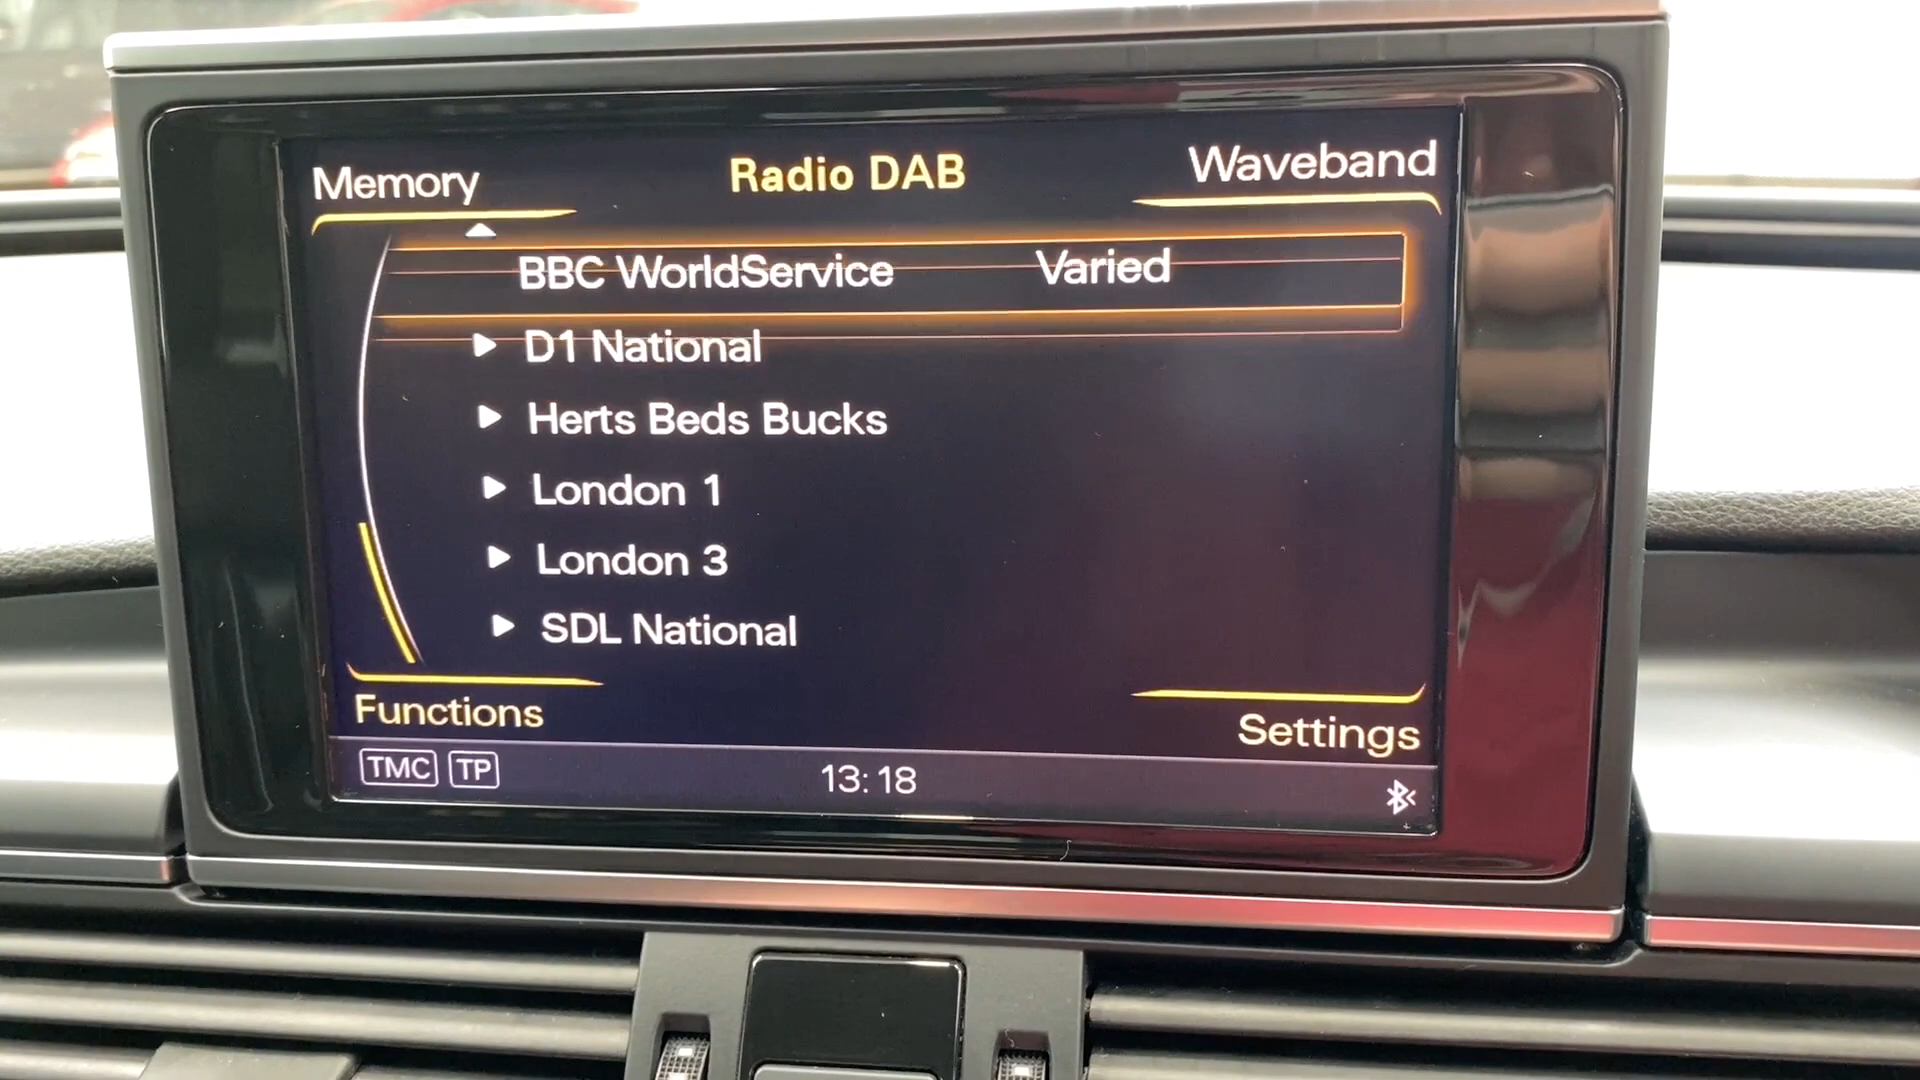 Memory Radio DAB Waveband
BBC WorldService Varied
D1 National
Herts Beds Bucks
London 1
London 3
SDL National
Functions Settings
TMC TP 13:18